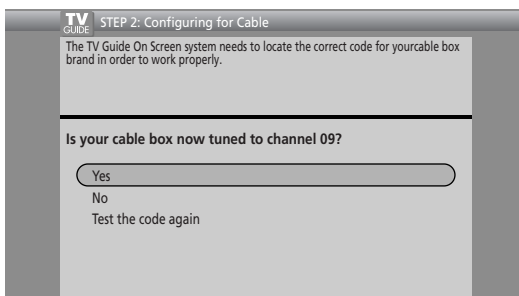 TV
GUIDE
STEP 2: Configuring for Cable
The TV Guide On Screen system needs to locate the correct code for yourcable box
brand in order to work properly.
Is your cable box now tuned to channel 09?
Yes
No
Test the code again